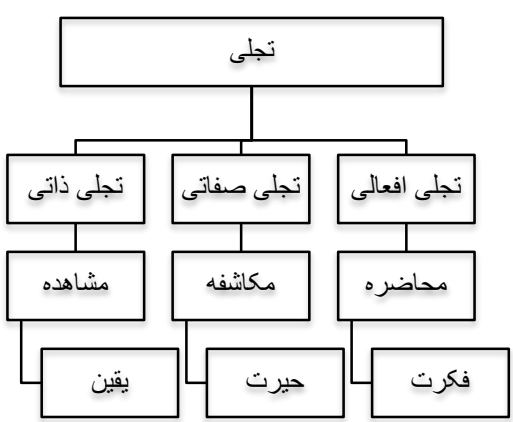 تجلی
تجلی افعالی
تجلی صفاتی
تجلی ذاتی
محاضره
مکاشفه
مشاهده
فکرت
حیرت
یقین